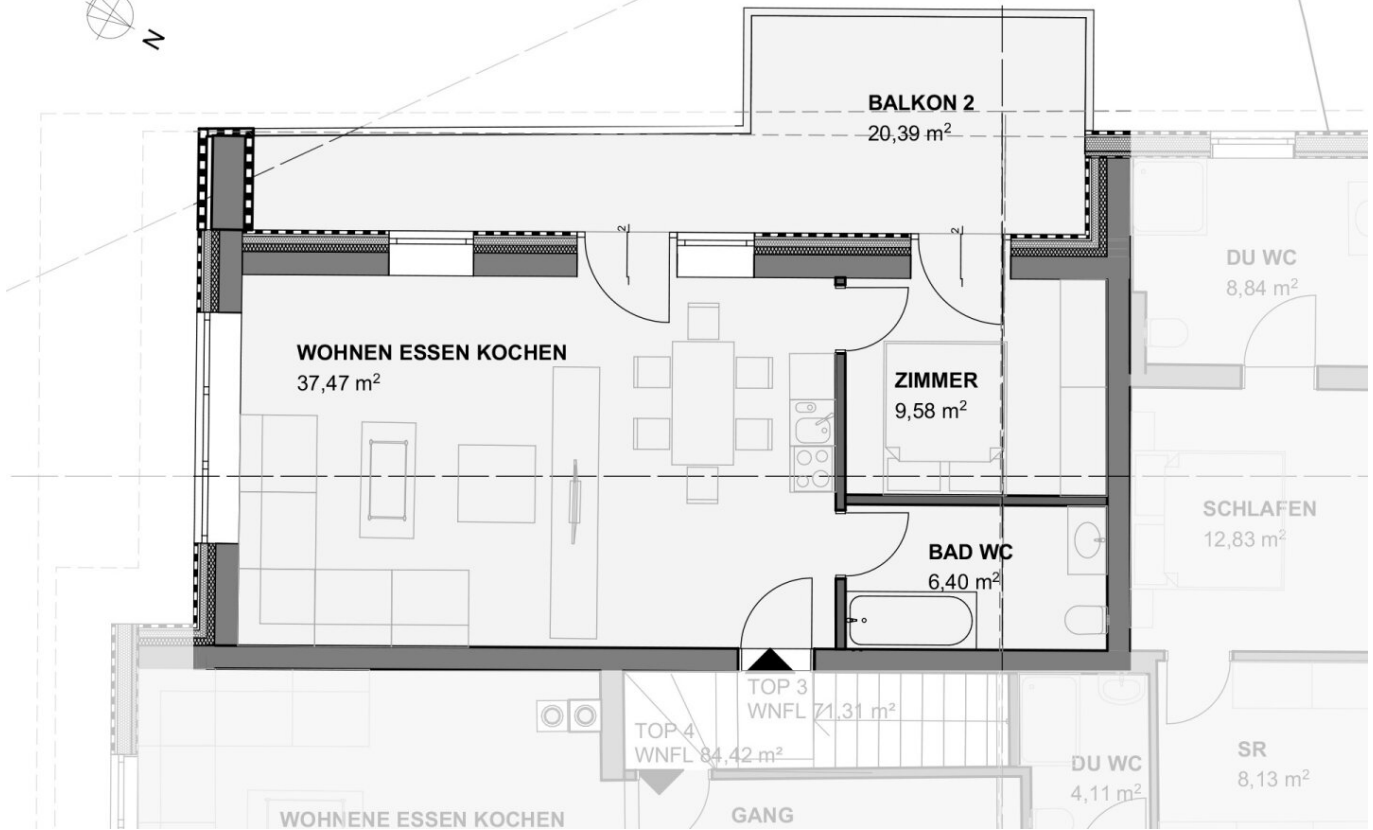 N
BALKON 2
20,39 m²
2
2
DU WC
8,84 m²
WOHNEN ESSEN KOCHEN
37,47 m²
ZIMMER
9,58 m²
SCHLAFEN
12,83 m²
BAD WC
6,40 m²
TOP 3
WNFL 71,31 m²
TOP 4
WNFL 84,42 m²
DU WC
4,11 m²
SR
8,13 m²
WOHNENE ESSEN KOCHEN
GANG